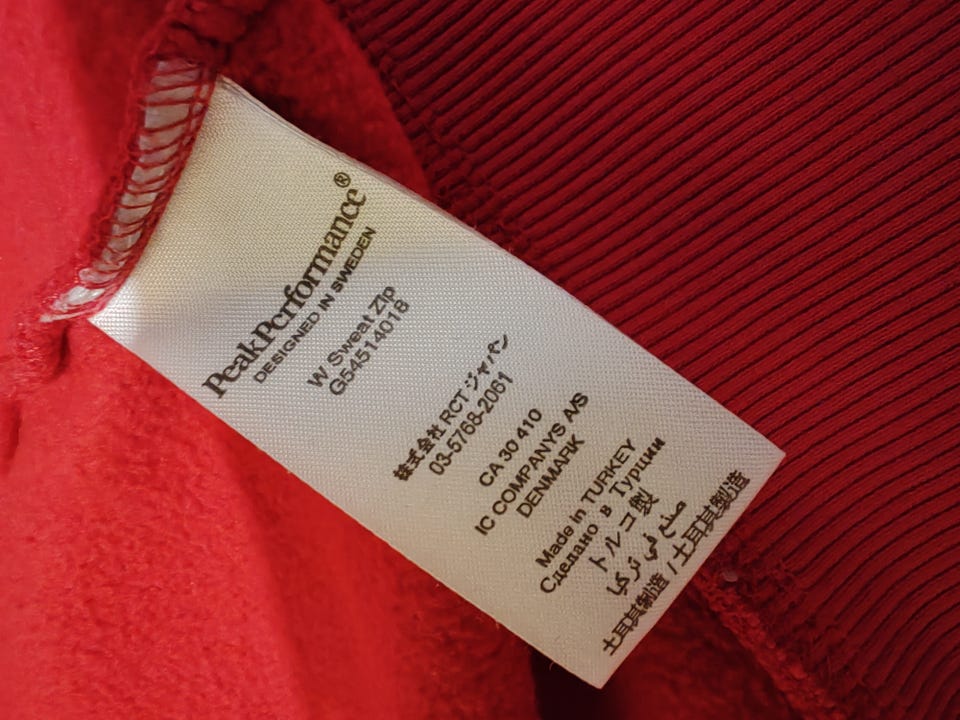 PeakPerformance®
DESIGNED IN SWEDEN
W Sweat Zip
G54514018
株式会社 RCT ジャパン
03-5768-2061
CA 30 410
IC COMPANYS A/S
DENMARK
Made in TURKEY
Сделано в Турции
トルコ製
صنع في تركيا
土耳其制造 / 土耳其製造